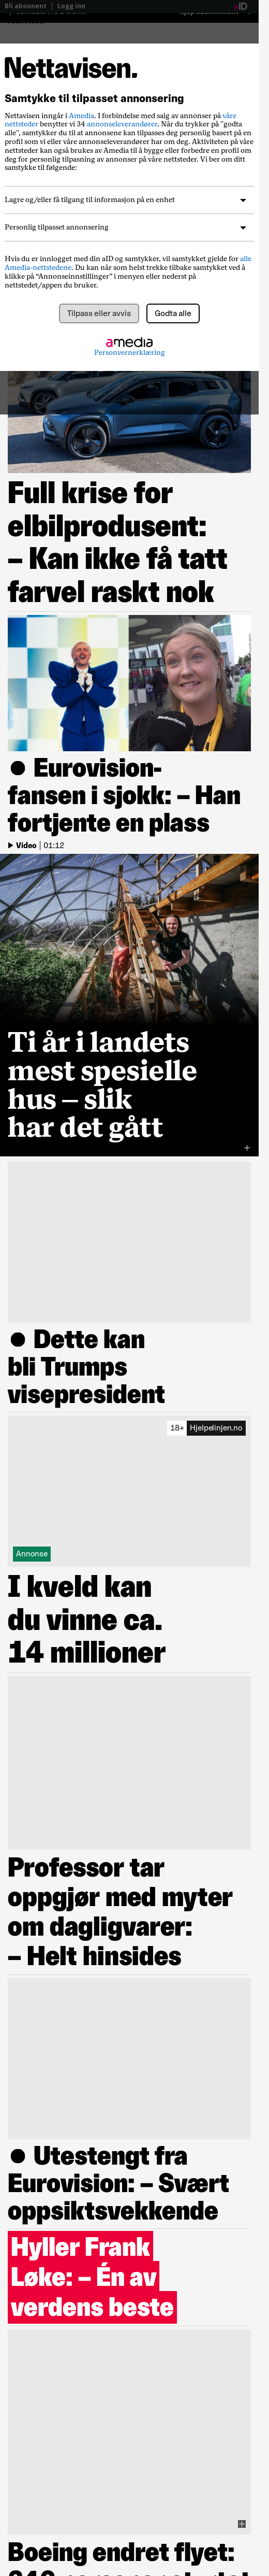 Bli abonnent | Logg inn
aID
Nettavisen.
Samtykke til tilpasset annonsering
Nettavisen inngår i Amedia. I forbindelse med salg av annonser på våre
nettsteder benytter vi 34 annonseleverandører. Når du trykker på "godta
alle", samtykker du til at annonsene kan tilpasses deg personlig basert på en
profil som vi eller våre annonseleverandører har om deg. Aktiviteten på våre
nettsteder kan også brukes av Amedia til å bygge eller forbedre en profil om
deg for personlig tilpasning av annonser på våre nettsteder. Vi ber om ditt
samtykke til følgende:
Lagre og/eller få tilgang til informasjon på en enhet
Personlig tilpasset annonsering
Hvis du er innlogget med din aID og samtykker, vil samtykket gjelde for alle
Amedia-nettstedene. Du kan når som helst trekke tilbake samtykket ved å
klikke på “Annonseinnstillinger” i menyen eller nederst på
nettstedet/appen du bruker.
Tilpass eller avvis Godta alle
amedia
Personvernerklæring
Full krise for
elbilprodusent:
– Kan ikke få tatt
farvel raskt nok
Nettavisen.
Eurovision-
fansen i sjokk: – Han
fortjente en plass
Video | 01:12
Ti år i landets
mest spesielle
hus – slik
har det gått
Dette kan
bli Trumps
visepresident
18+ Hjelpelinjen.no
Annonse
I kveld kan
du vinne ca.
14 millioner
Professor tar
oppgjør med myter
om dagligvarer:
– Helt hinsides
Utestengt fra
Eurovision: – Svært
oppsiktsvekkende
Hyller Frank
Løke: – Én av
verdens beste
Boeing endret flyet: